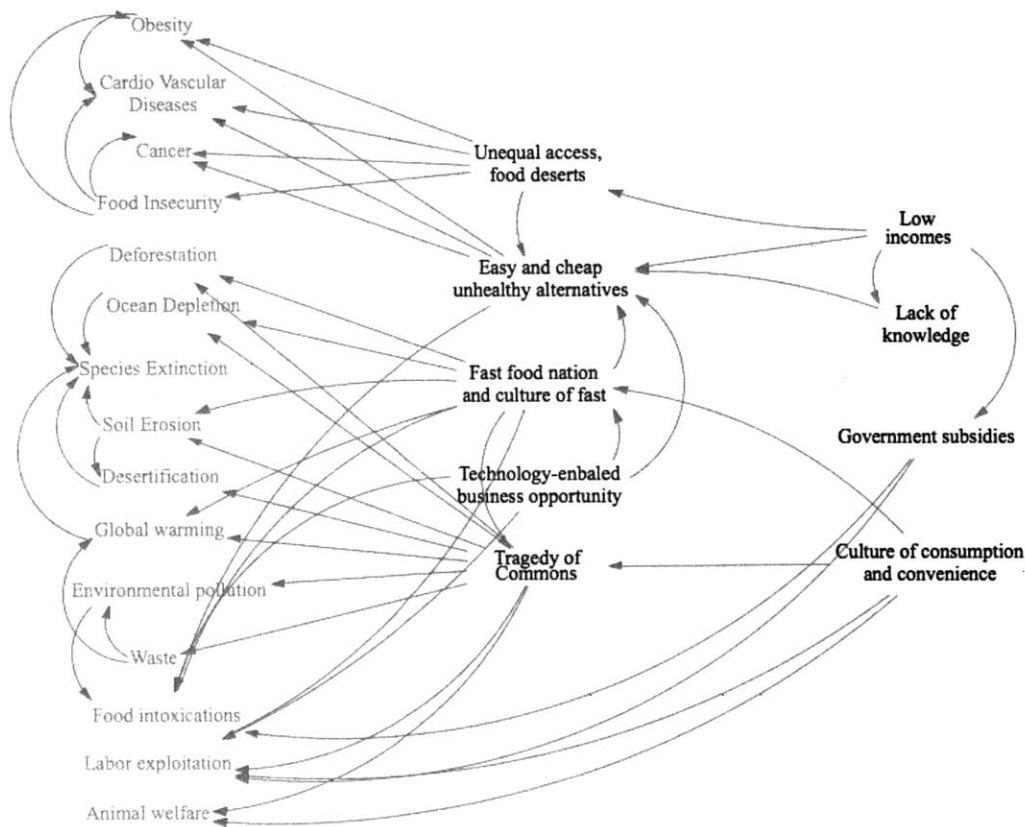 Obesity
Cardio Vascular
Diseases
Cancer
Food Insecurity
Deforestation
Ocean Depletion
Species Extinction
Soil Erosion
Desertification
Global warming
Environmental pollution
Waste
Food intoxications
Labor exploitation
Animal welfare
Unequal access,
food deserts
Easy and cheap
unhealthy alternatives
Fast food nation
and culture of fast
Technology-enbaled
business opportunity
Tragedy of
Commons
Low
incomes
Lack of
knowledge
Government subsidies
Culture of consumption
and convenience